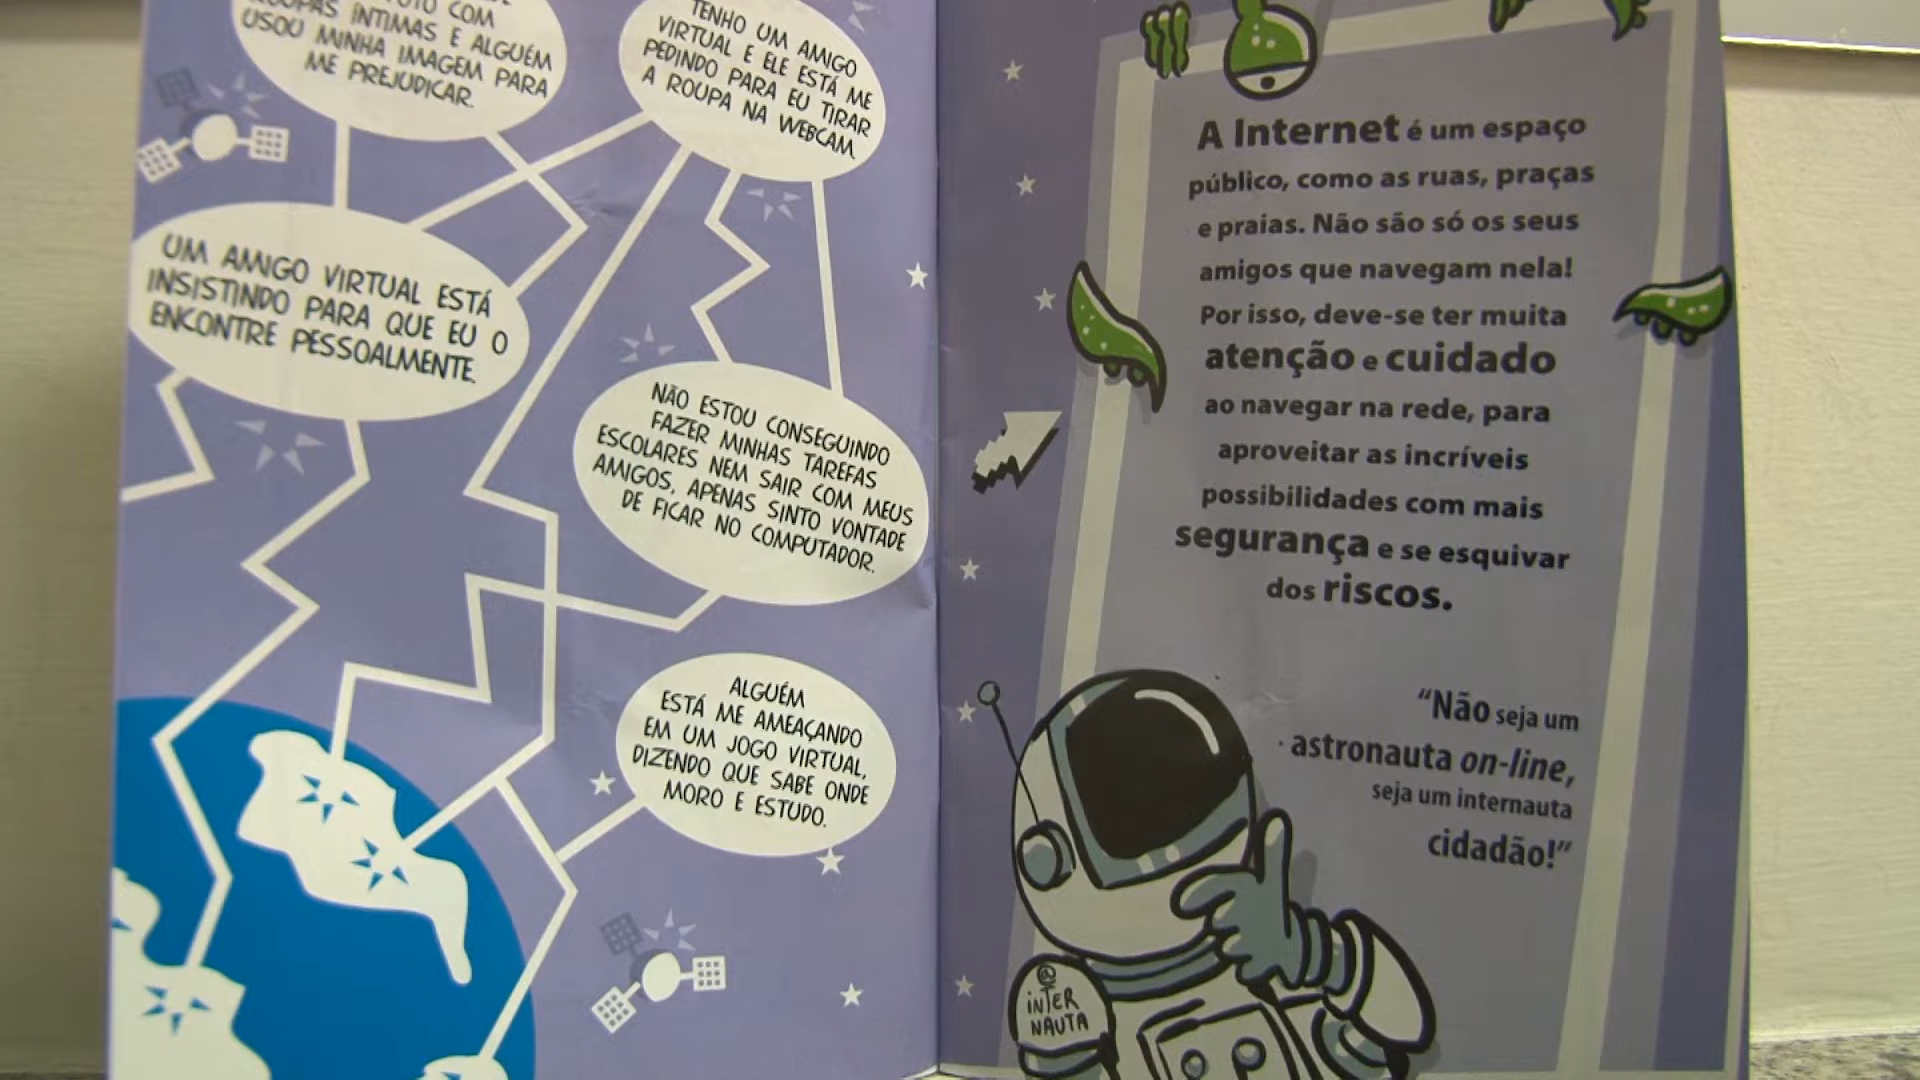 FOTO COM
ROUPAS ÍNTIMAS E ALGUÉM
USOU MINHA IMAGEM PARA
ME PREJUDICAR.
TENHO UM AMIGO
VIRTUAL E ELE ESTÁ ME
PEDINDO PARA EU TIRAR
A ROUPA NA WEBCAM.
UM AMIGO VIRTUAL ESTÁ
INSISTINDO PARA QUE EU O
ENCONTRE PESSOALMENTE.
NÃO ESTOU CONSEGUINDO
FAZER MINHAS TAREFAS
ESCOLARES NEM SAIR COM MEUS
AMIGOS, APENAS SINTO VONTADE
DE FICAR NO COMPUTADOR.
ALGUÉM
ESTÁ ME AMEAÇANDO
EM UM JOGO VIRTUAL,
DIZENDO QUE SABE ONDE
MORO E ESTUDO.
A Internet é um espaço
público, como as ruas, praças
e praias. Não são só os seus
amigos que navegam nela!
Por isso, deve-se ter muita
atenção e cuidado
ao navegar na rede, para
aproveitar as incríveis
possibilidades com mais
segurança e se esquivar
dos riscos.
“Não seja um
astronauta on-line,
seja um internauta
cidadão!”
@
iNTER
NAUTA